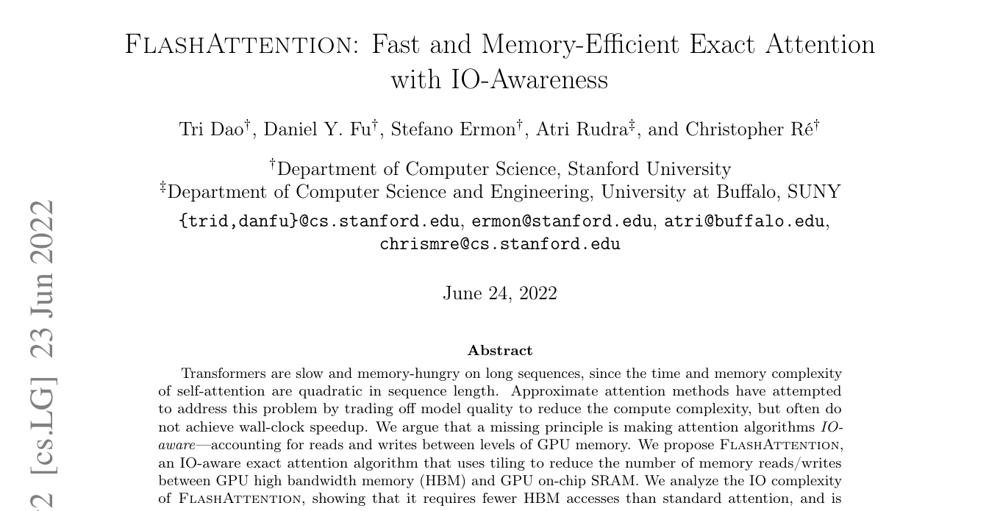 FLASHATTENTION: Fast and Memory-Efficient Exact Attention
with IO-Awareness
Tri Dao†, Daniel Y. Fu†, Stefano Ermon†, Atri Rudra‡, and Christopher Ré†
†Department of Computer Science, Stanford University
‡Department of Computer Science and Engineering, University at Buffalo, SUNY
{trid,danfu}@cs.stanford.edu, ermon@stanford.edu, atri@buffalo.edu,
chrismre@cs.stanford.edu
June 24, 2022
Abstract
Transformers are slow and memory-hungry on long sequences, since the time and memory complexity
of self-attention are quadratic in sequence length. Approximate attention methods have attempted
to address this problem by trading off model quality to reduce the compute complexity, but often do
not achieve wall-clock speedup. We argue that a missing principle is making attention algorithms IO-
aware—accounting for reads and writes between levels of GPU memory. We propose FLASHATTENTION,
an IO-aware exact attention algorithm that uses tiling to reduce the number of memory reads/writes
between GPU high bandwidth memory (HBM) and GPU on-chip SRAM. We analyze the IO complexity
of FLASHATTENTION, showing that it requires fewer HBM accesses than standard attention, and is
[cs.LG] 23 Jun 2022